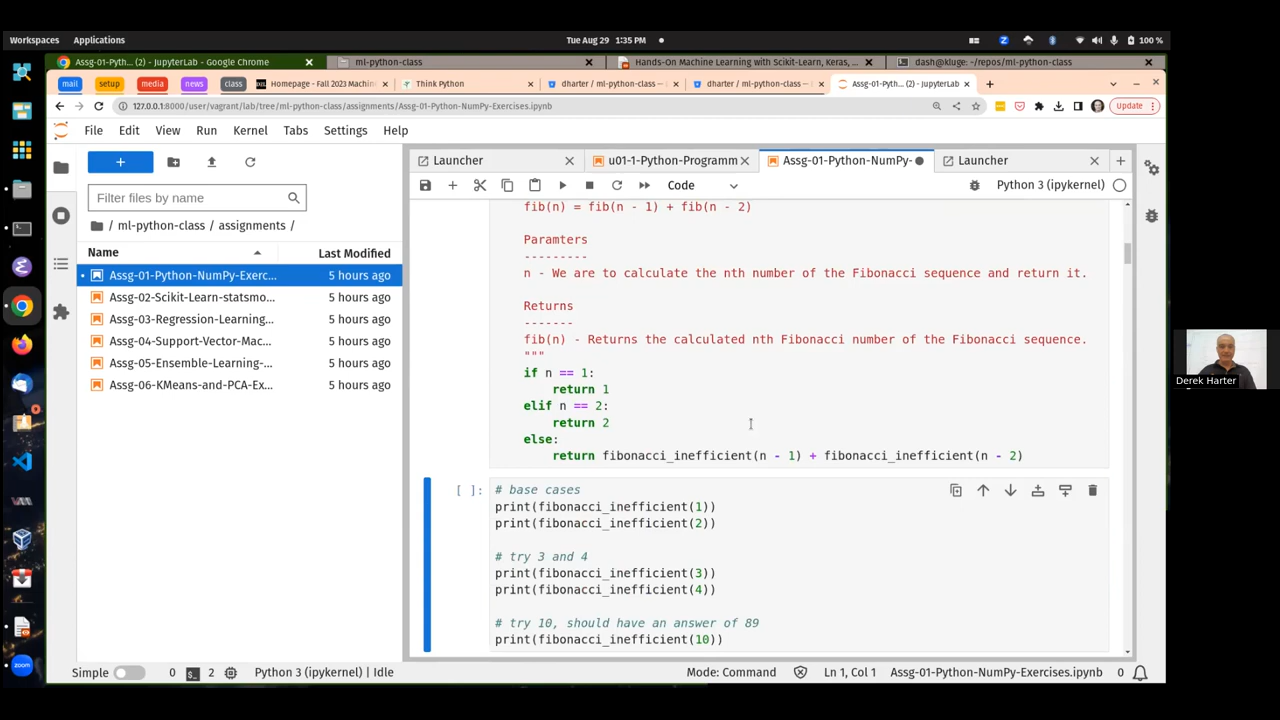 Workspaces Applications Tue Aug 29 1:35 PM 100 %
Assg-01-Pyth... (2) - JupyterLab - Google Chrome ml-python-class Hands-On Machine Learning with Scikit-Learn, Keras, ... dash@kluge: ~/repos/ml-python-class
mail setup media news class Homepage - Fall 2023 Machin Think Python dharter / ml-python-class — dharter / ml-python-class — Assg-01-Pyth... (2) - JupyterLab
127.0.0.1:8000/user/vagrant/lab/tree/ml-python-class/assignments/Assg-01-Python-NumPy-Exercises.ipynb Update
File Edit View Run Kernel Tabs Settings Help
Launcher u01-1-Python-Programm Assg-01-Python-NumPy- Launcher
Code Python 3 (ipykernel)
Filter files by name
/ ml-python-class / assignments /
Name Last Modified
Assg-01-Python-NumPy-Exerc... 5 hours ago
Assg-02-Scikit-Learn-statsmo... 5 hours ago
Assg-03-Regression-Learning... 5 hours ago
Assg-04-Support-Vector-Mac... 5 hours ago
Assg-05-Ensemble-Learning-... 5 hours ago
Assg-06-KMeans-and-PCA-Ex... 5 hours ago
fib(n) = fib(n - 1) + fib(n - 2)
Paramters
---------
n - We are to calculate the nth number of the Fibonacci sequence and return it.
Returns
-------
fib(n) - Returns the calculated nth Fibonacci number of the Fibonacci sequence.
"""
if n == 1:
return 1
elif n == 2:
return 2
else:
return fibonacci_inefficient(n - 1) + fibonacci_inefficient(n - 2)
[ ]: # base cases
print(fibonacci_inefficient(1))
print(fibonacci_inefficient(2))
# try 3 and 4
print(fibonacci_inefficient(3))
print(fibonacci_inefficient(4))
# try 10, should have an answer of 89
print(fibonacci_inefficient(10))
Derek Harter
Simple 0 2 Python 3 (ipykernel) | Idle Mode: Command Ln 1, Col 1 Assg-01-Python-NumPy-Exercises.ipynb 0
zoom